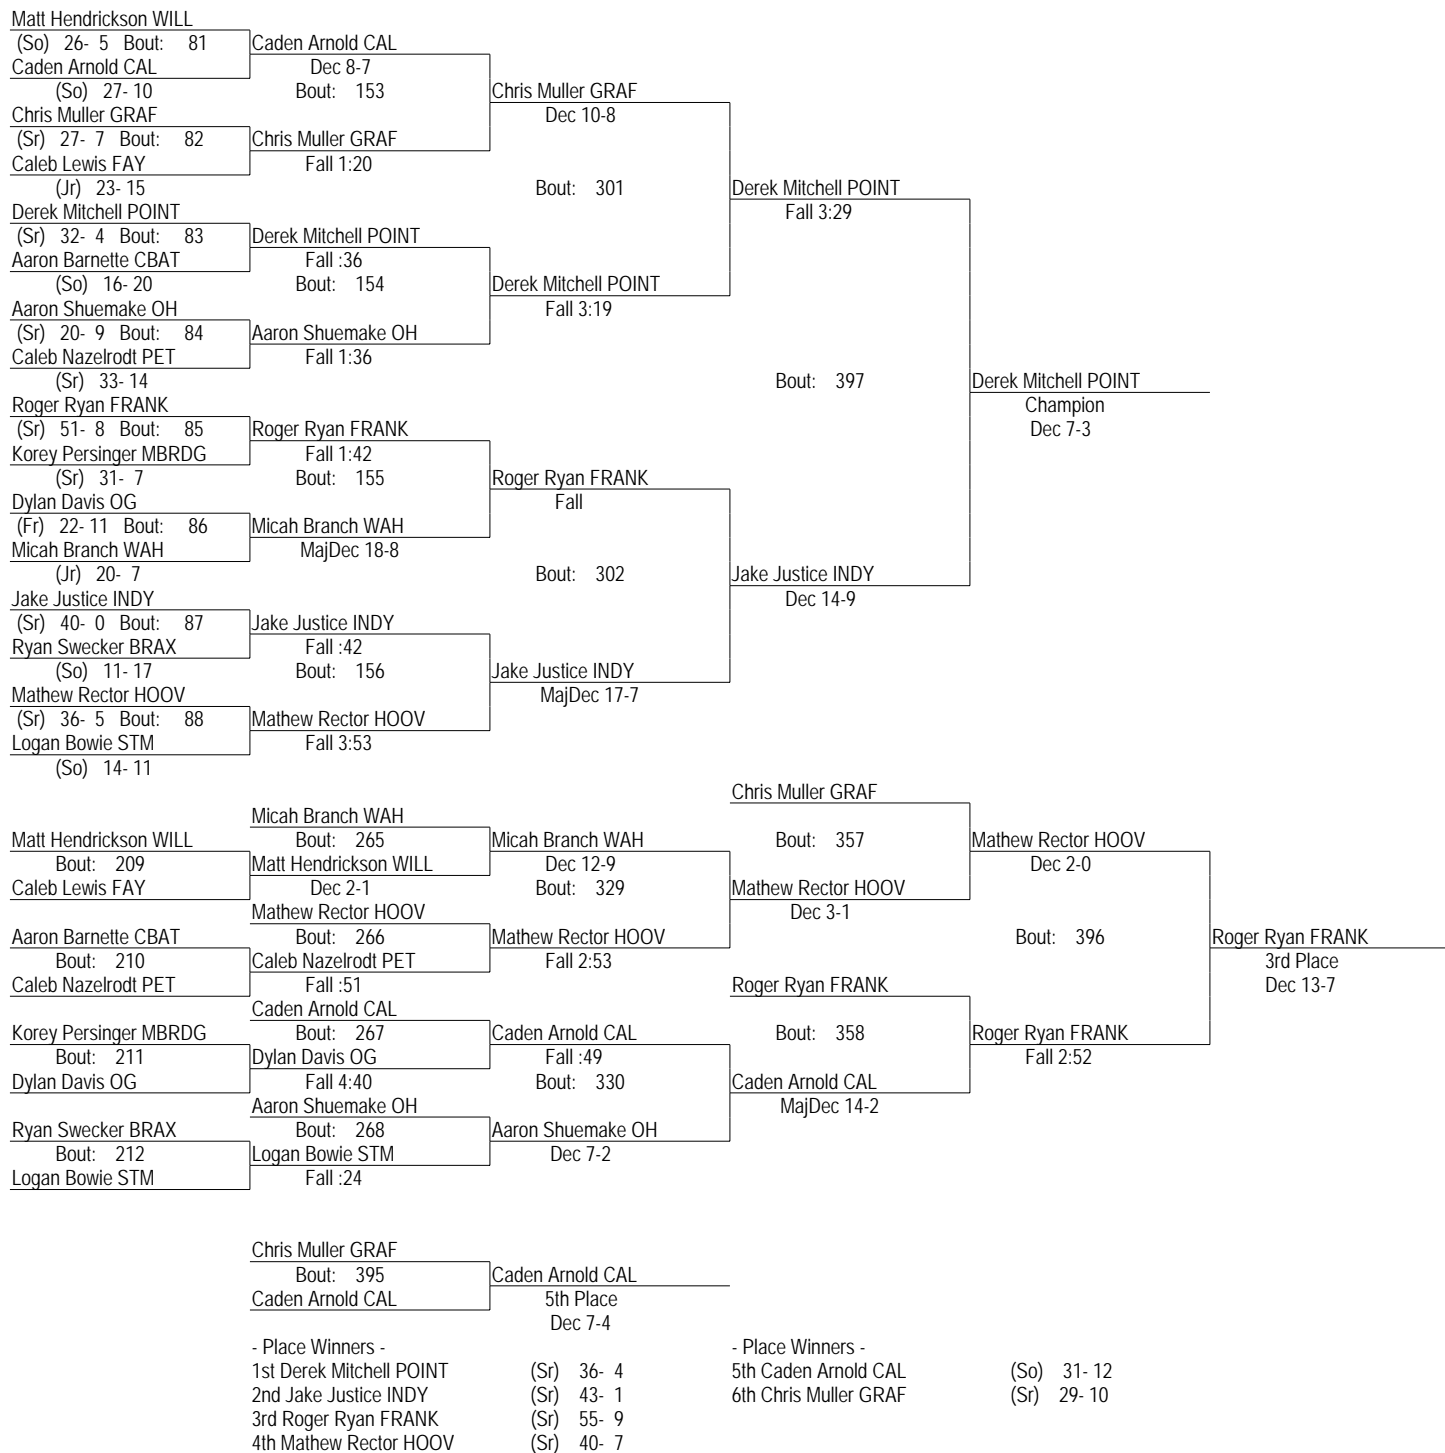 Matt Hendrickson WILL
(So) 26- 5 Bout: 81
Caden Arnold CAL
Caden Arnold CAL
Dec 8-7
(So) 27- 10
Bout: 153
Chris Muller GRAF
Chris Muller GRAF
Dec 10-8
(Sr) 27- 7 Bout: 82
Chris Muller GRAF
Caleb Lewis FAY
Fall 1:20
(Jr) 23- 15
Bout: 301
Derek Mitchell POINT
Derek Mitchell POINT
Fall 3:29
(Sr) 32- 4 Bout: 83
Derek Mitchell POINT
Aaron Barnette CBAT
Fall :36
(So) 16- 20
Bout: 154
Derek Mitchell POINT
Aaron Shuemake OH
Fall 3:19
(Sr) 20- 9 Bout: 84
Aaron Shuemake OH
Caleb Nazelrodt PET
Fall 1:36
(Sr) 33- 14
Bout: 397
Derek Mitchell POINT
Roger Ryan FRANK
Champion
(Sr) 51- 8 Bout: 85
Roger Ryan FRANK
Dec 7-3
Korey Persinger MBRDG
Fall 1:42
(Sr) 31- 7
Bout: 155
Roger Ryan FRANK
Dylan Davis OG
Fall
(Fr) 22- 11 Bout: 86
Micah Branch WAH
Micah Branch WAH
MajDec 18-8
(Jr) 20- 7
Bout: 302
Jake Justice INDY
Jake Justice INDY
Dec 14-9
(Sr) 40- 0 Bout: 87
Jake Justice INDY
Ryan Swecker BRAX
Fall :42
(So) 11- 17
Bout: 156
Jake Justice INDY
Mathew Rector HOOV
MajDec 17-7
(Sr) 36- 5 Bout: 88
Mathew Rector HOOV
Logan Bowie STM
Fall 3:53
(So) 14- 11
Chris Muller GRAF
Micah Branch WAH
Matt Hendrickson WILL
Bout: 265
Micah Branch WAH
Bout: 357
Mathew Rector HOOV
Bout: 209
Matt Hendrickson WILL
Dec 12-9
Dec 2-0
Caleb Lewis FAY
Dec 2-1
Bout: 329
Mathew Rector HOOV
Mathew Rector HOOV
Dec 3-1
Aaron Barnette CBAT
Bout: 266
Mathew Rector HOOV
Bout: 396
Roger Ryan FRANK
Bout: 210
Caleb Nazelrodt PET
Fall 2:53
3rd Place
Caleb Nazelrodt PET
Fall :51
Roger Ryan FRANK
Dec 13-7
Caden Arnold CAL
Korey Persinger MBRDG
Bout: 267
Caden Arnold CAL
Bout: 358
Roger Ryan FRANK
Bout: 211
Dylan Davis OG
Fall :49
Fall 2:52
Dylan Davis OG
Fall 4:40
Bout: 330
Caden Arnold CAL
Aaron Shuemake OH
MajDec 14-2
Ryan Swecker BRAX
Bout: 268
Aaron Shuemake OH
Bout: 212
Logan Bowie STM
Dec 7-2
Logan Bowie STM
Fall :24
Chris Muller GRAF
Bout: 395
Caden Arnold CAL
Caden Arnold CAL
5th Place
Dec 7-4
- Place Winners -
1st Derek Mitchell POINT (Sr) 36- 4
2nd Jake Justice INDY (Sr) 43- 1
3rd Roger Ryan FRANK (Sr) 55- 9
4th Mathew Rector HOOV (Sr) 40- 7
- Place Winners -
5th Caden Arnold CAL (So) 31- 12
6th Chris Muller GRAF (Sr) 29- 10